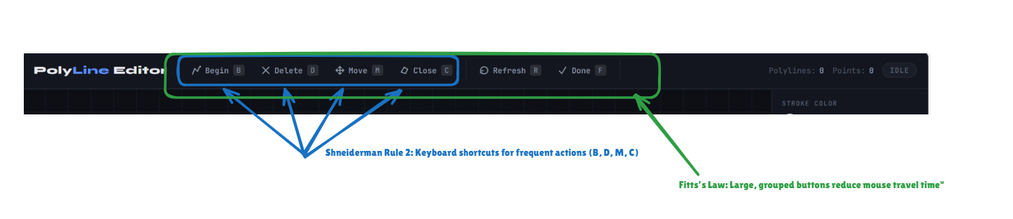 PolyLine Editor Begin B Delete D Move M Close C Refresh R Done F Polylines: 0 Points: 0 IDLE
STROKE COLOR
Shneiderman Rule 2: Keyboard shortcuts for frequent actions (B, D, M, C)
Fitts's Law: Large, grouped buttons reduce mouse travel time"